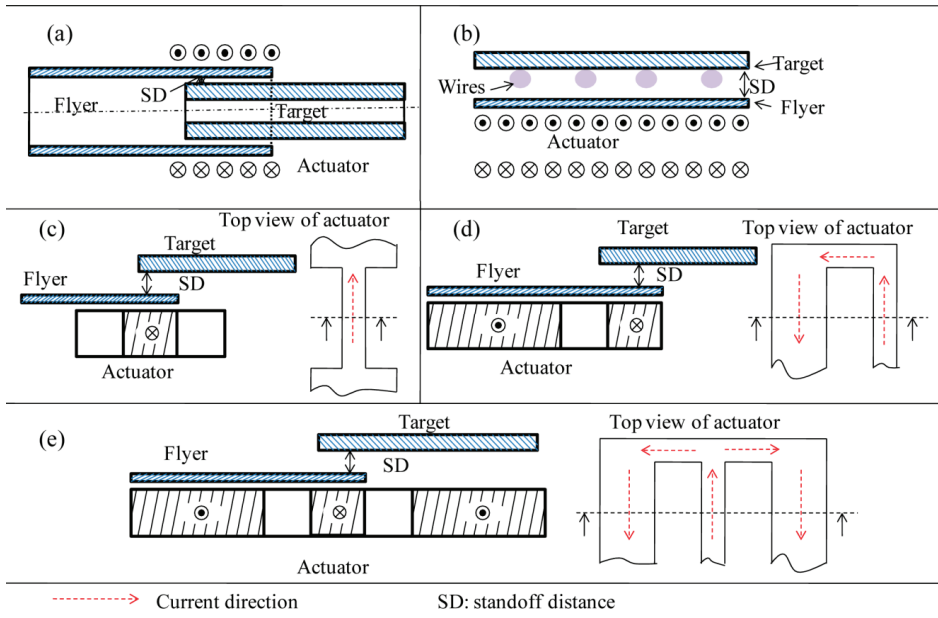 (a)
Flyer
SD
Target
Actuator
(b)
Target
Wires
SD
Flyer
Actuator
(c)
Top view of actuator
Target
Flyer
SD
Actuator
(d)
Target
Top view of actuator
Flyer
SD
Actuator
(e)
Target
Top view of actuator
Flyer
SD
Actuator
Current direction
SD: standoff distance